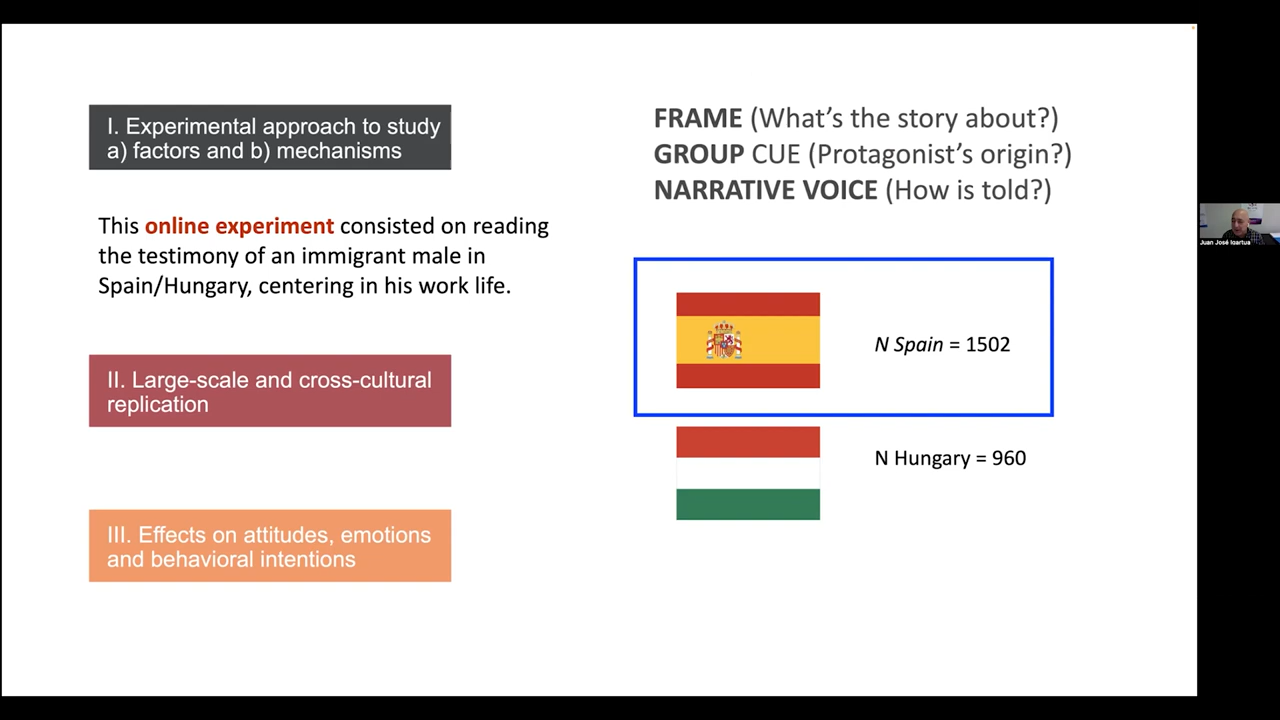 I. Experimental approach to study
a) factors and b) mechanisms
This online experiment consisted on reading
the testimony of an immigrant male in
Spain/Hungary, centering in his work life.
II. Large-scale and cross-cultural
replication
III. Effects on attitudes, emotions
and behavioral intentions
FRAME (What’s the story about?)
GROUP CUE (Protagonist’s origin?)
NARRATIVE VOICE (How is told?)
N Spain = 1502
N Hungary = 960
Juan José Igartua